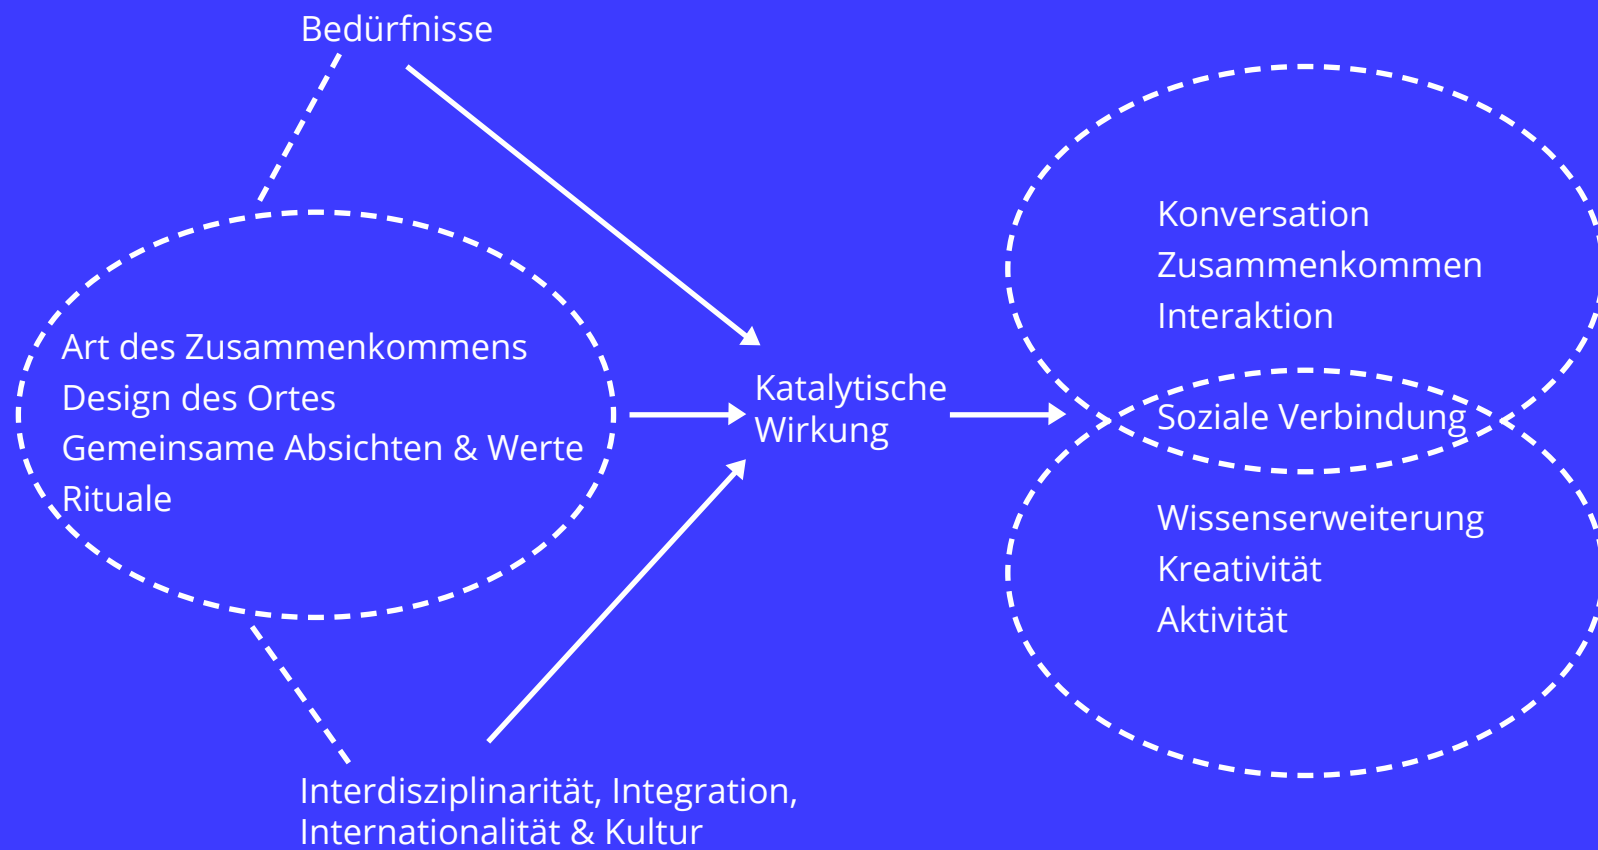 Bedürfnisse
Art des Zusammenkommens
Design des Ortes
Gemeinsame Absichten & Werte
Rituale
Interdisziplinarität, Integration,
Internationalität & Kultur
Katalytische
Wirkung
Konversation
Zusammenkommen
Interaktion
Soziale Verbindung
Wissenserweiterung
Kreativität
Aktivität